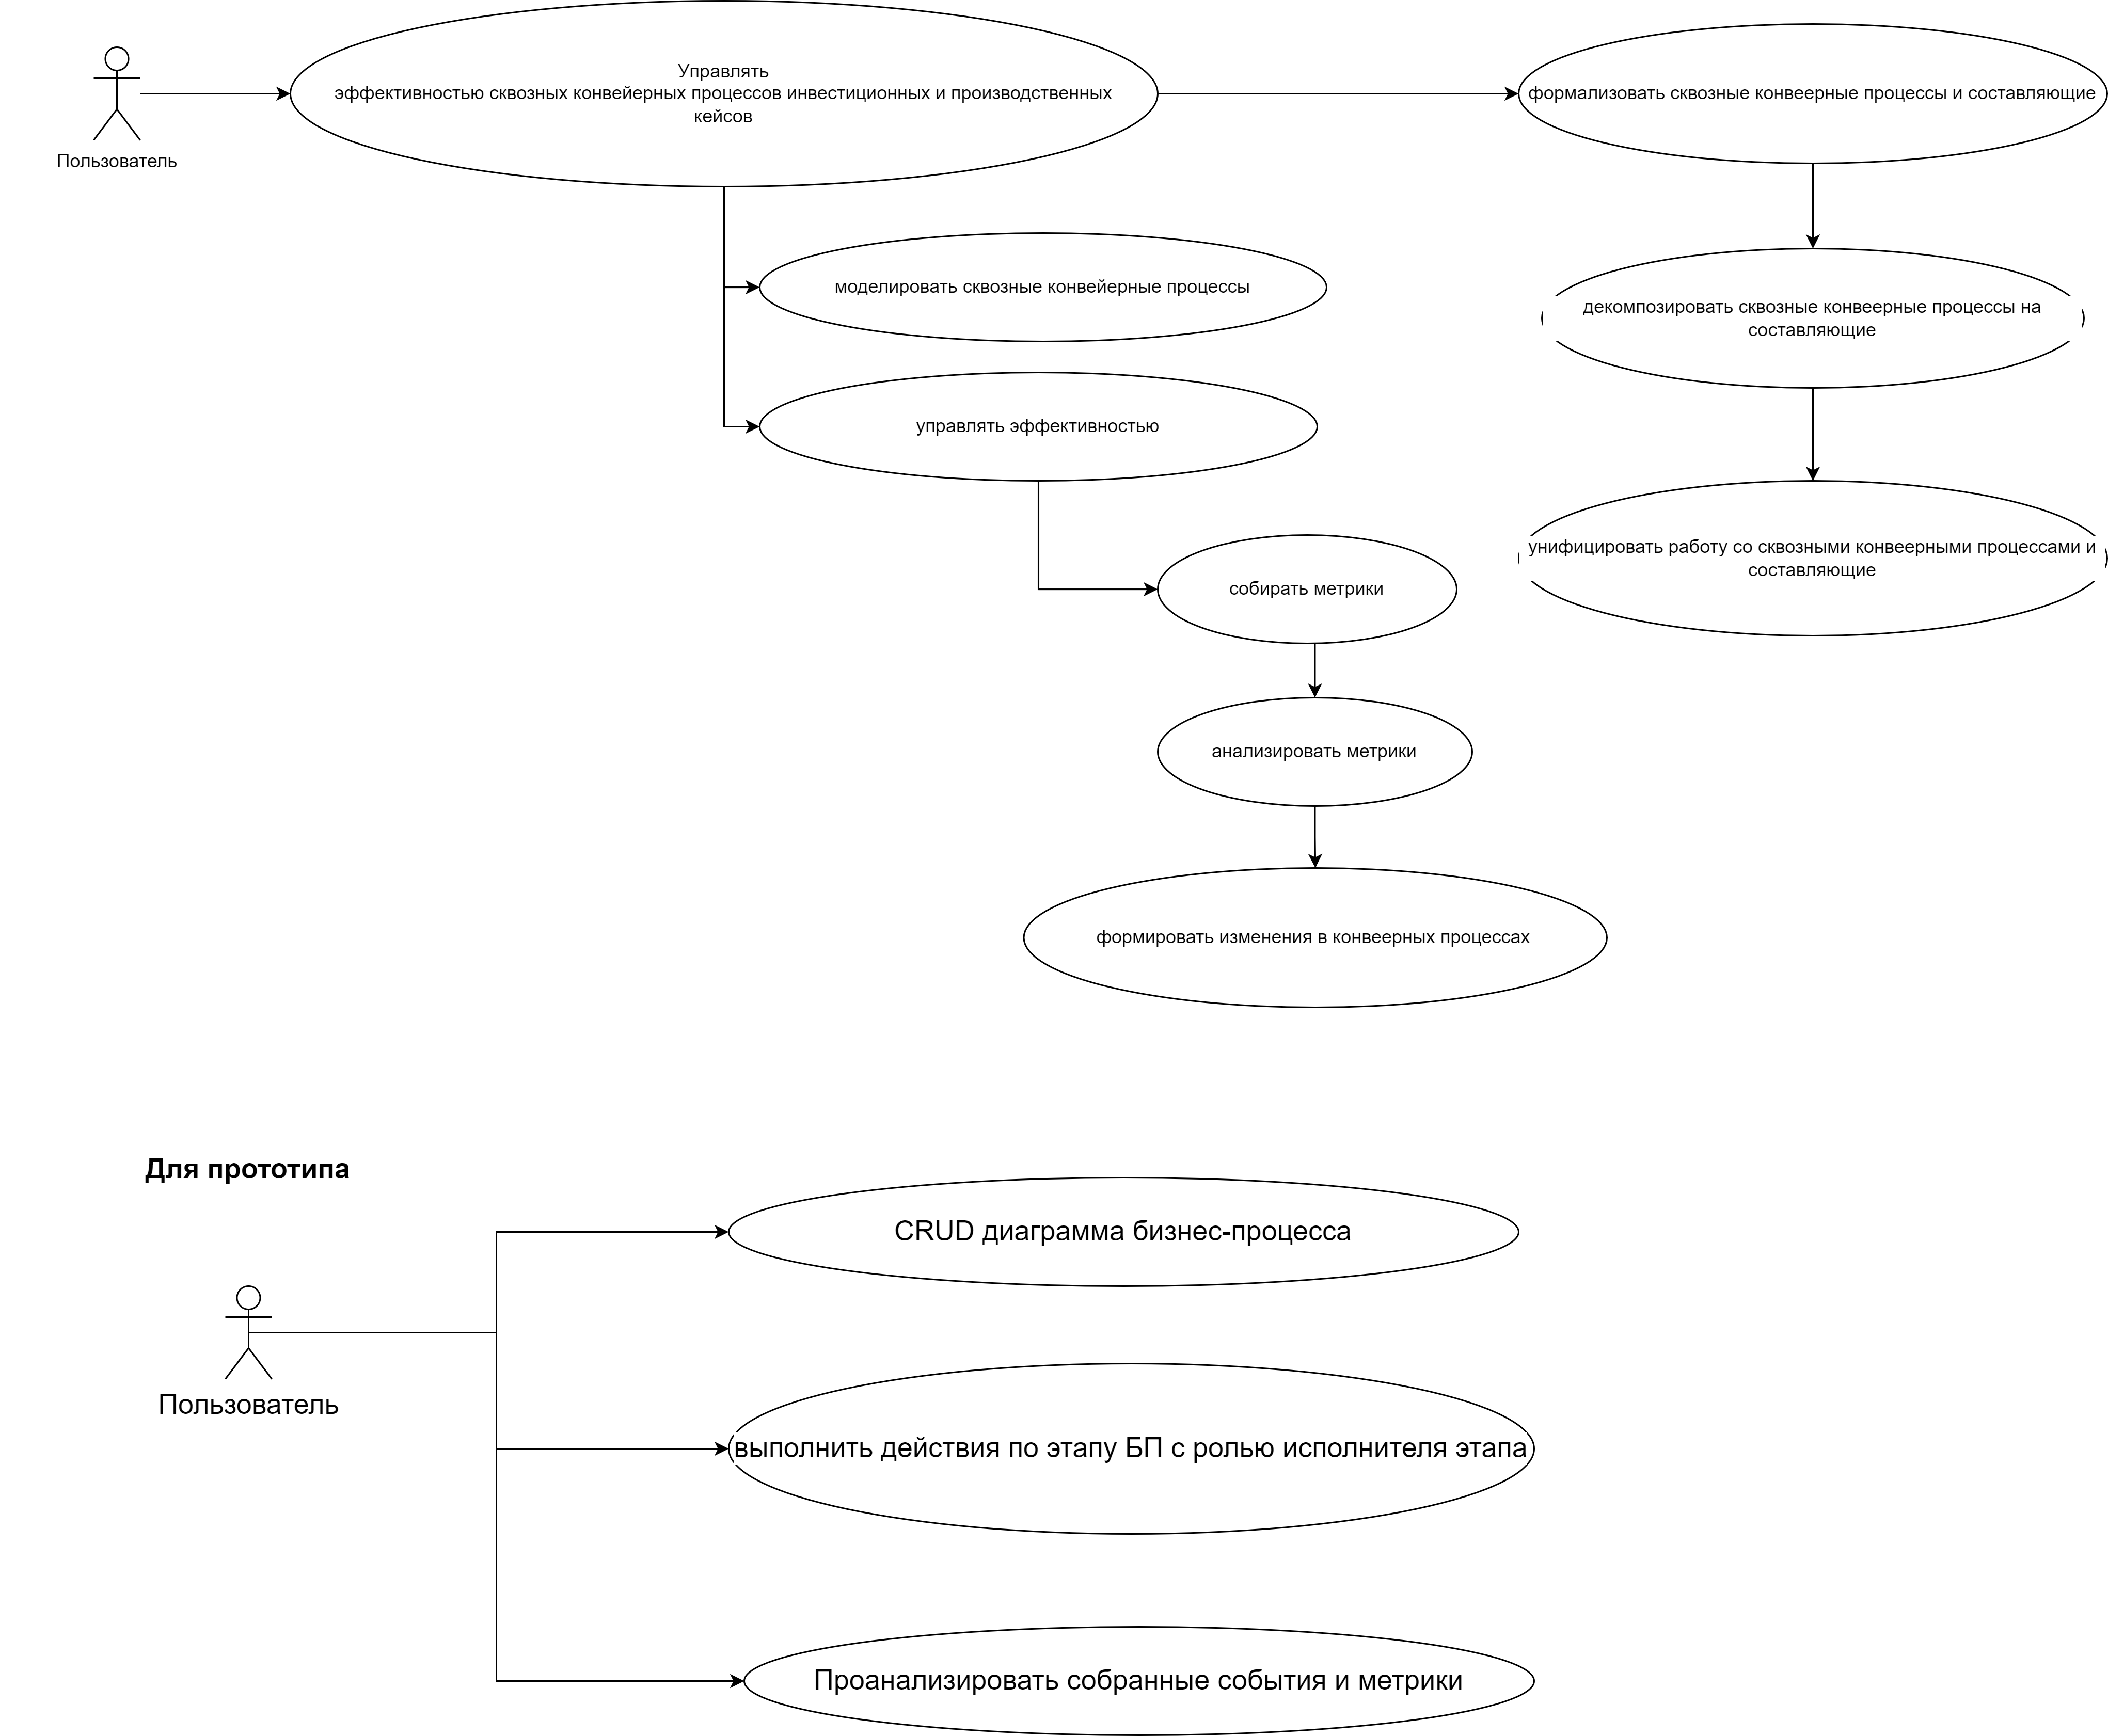 Управлять
эффективностью сквозных конвейерных процессов инвестиционных и производственных
кейсов
формализовать сквозные конвеерные процессы и составляющие
Пользователь
моделировать сквозные конвейерные процессы
декомпозировать сквозные конвеерные процессы на
составляющие
управлять эффективностью
унифицировать работу со сквозными конвеерными процессами и
составляющие
собирать метрики
анализировать метрики
формировать изменения в конвеерных процессах
Для прототипа
CRUD диаграмма бизнес-процесса
Пользователь
выполнить действия по этапу БП с ролью исполнителя этапа
Проанализировать собранные события и метрики